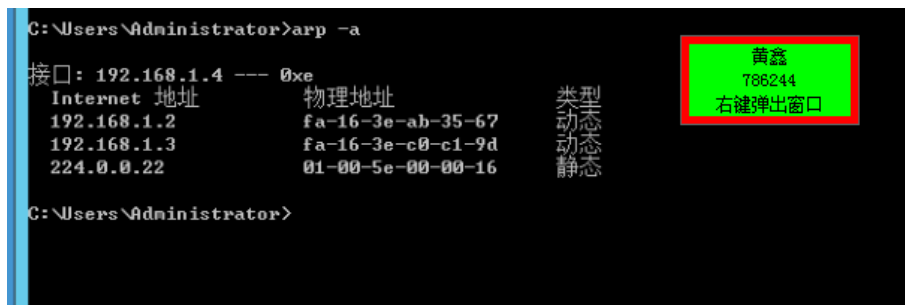 C:\Users\Administrator>arp -a
接口: 192.168.1.4 --- 0xe
Internet 地址 物理地址 类型
192.168.1.2 fa-16-3e-ab-35-67 动态
192.168.1.3 fa-16-3e-c0-c1-9d 动态
224.0.0.22 01-00-5e-00-00-16 静态
C:\Users\Administrator>
黄鑫
786244
右键弹出窗口